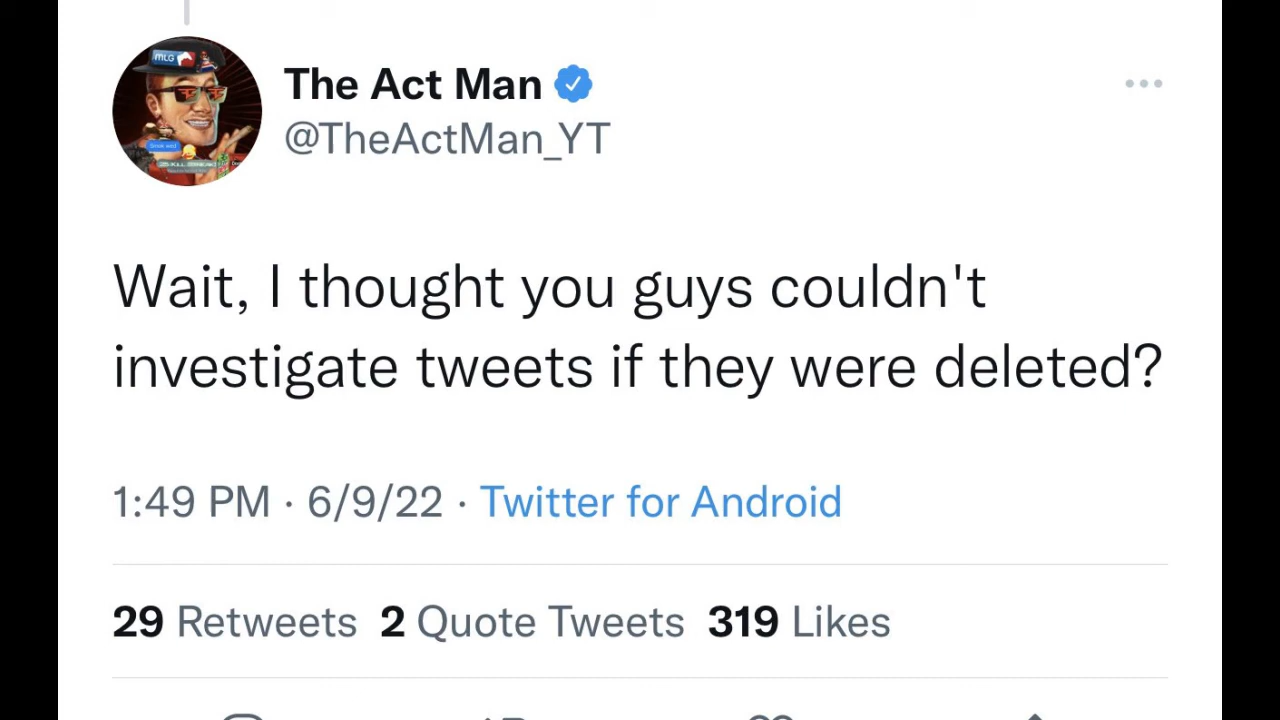 The Act Man
@TheActMan_YT
MLG
Wait, I thought you guys couldn't
investigate tweets if they were deleted?
1:49 PM · 6/9/22 · Twitter for Android
29 Retweets 2 Quote Tweets 319 Likes